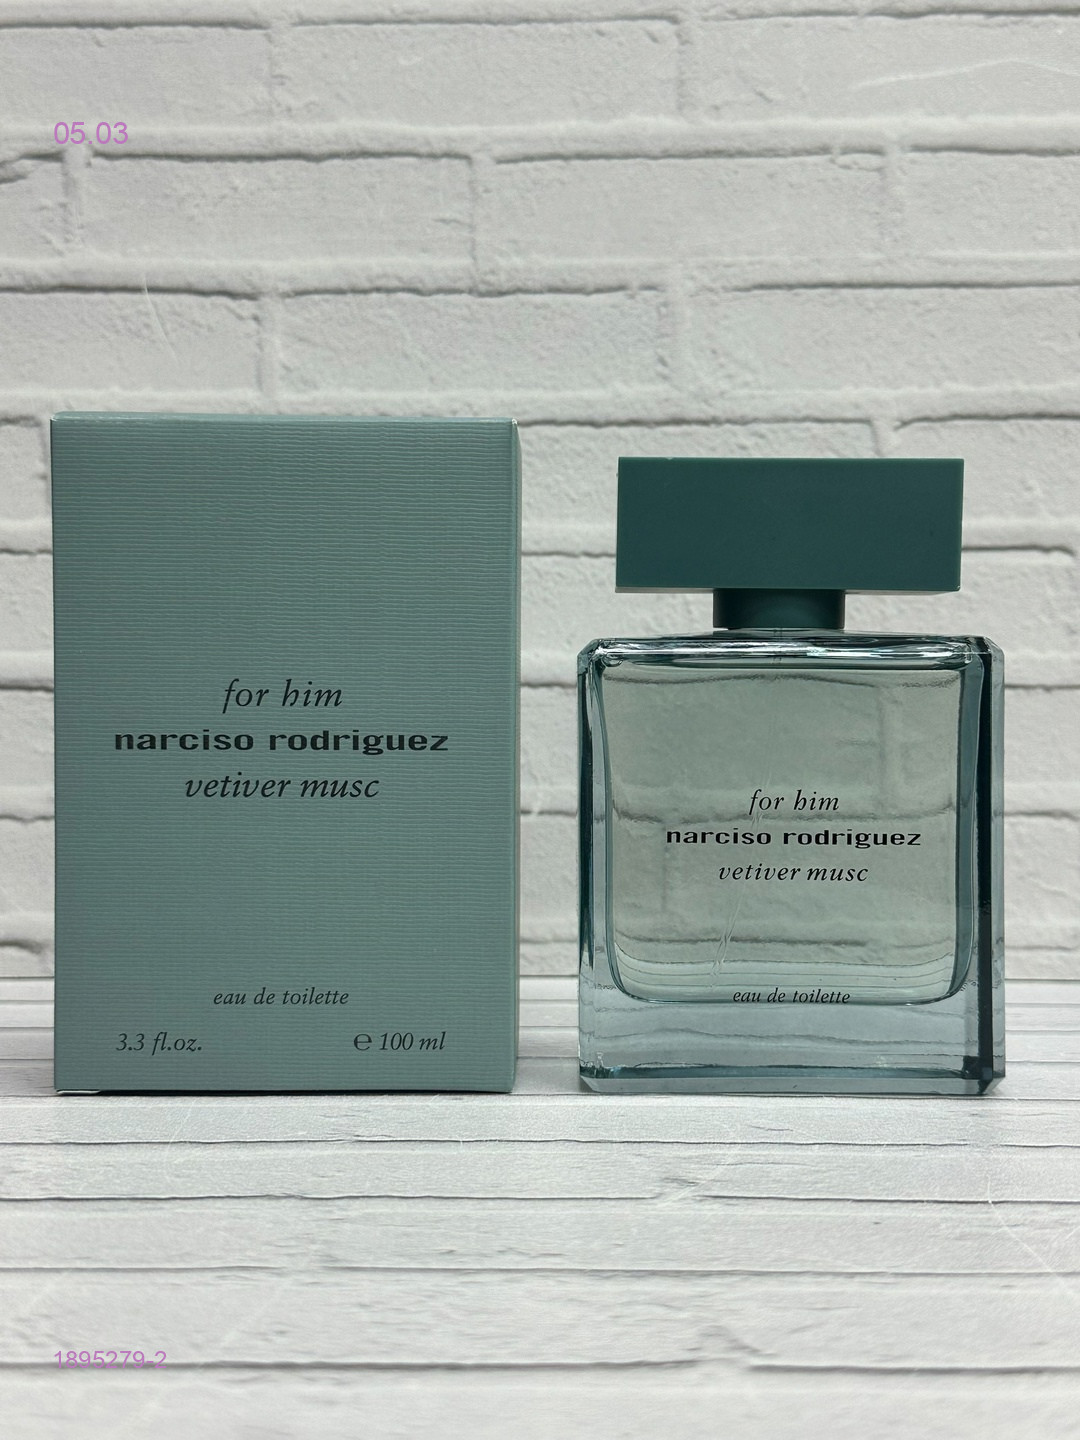 05.03
for him
narciso rodriguez
vetiver musc
eau de toilette
3.3 fl.oz. ℮ 100 ml
for him
narciso rodriguez
vetiver musc
eau de toilette
1895279-2